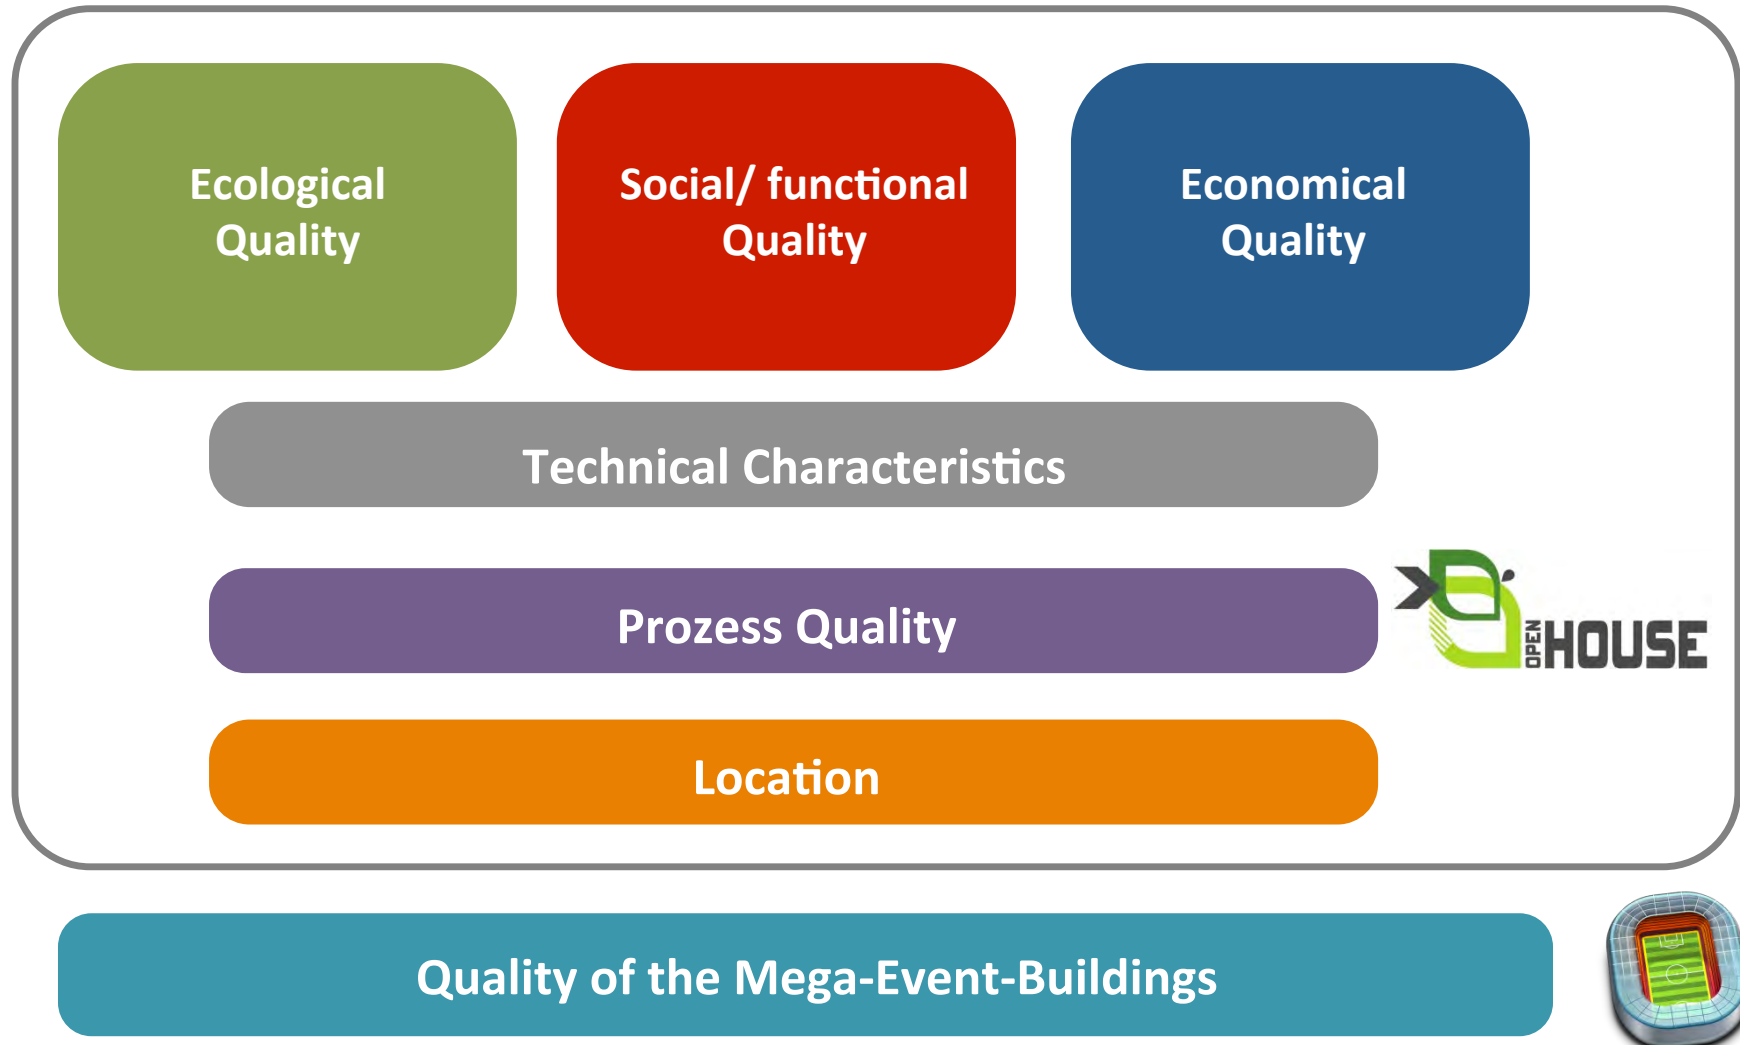 Ecological
Quality
Social/ functional
Quality
Economical
Quality
Technical Characteristics
Prozess Quality
OPEN
HOUSE
Location
Quality of the Mega-Event-Buildings